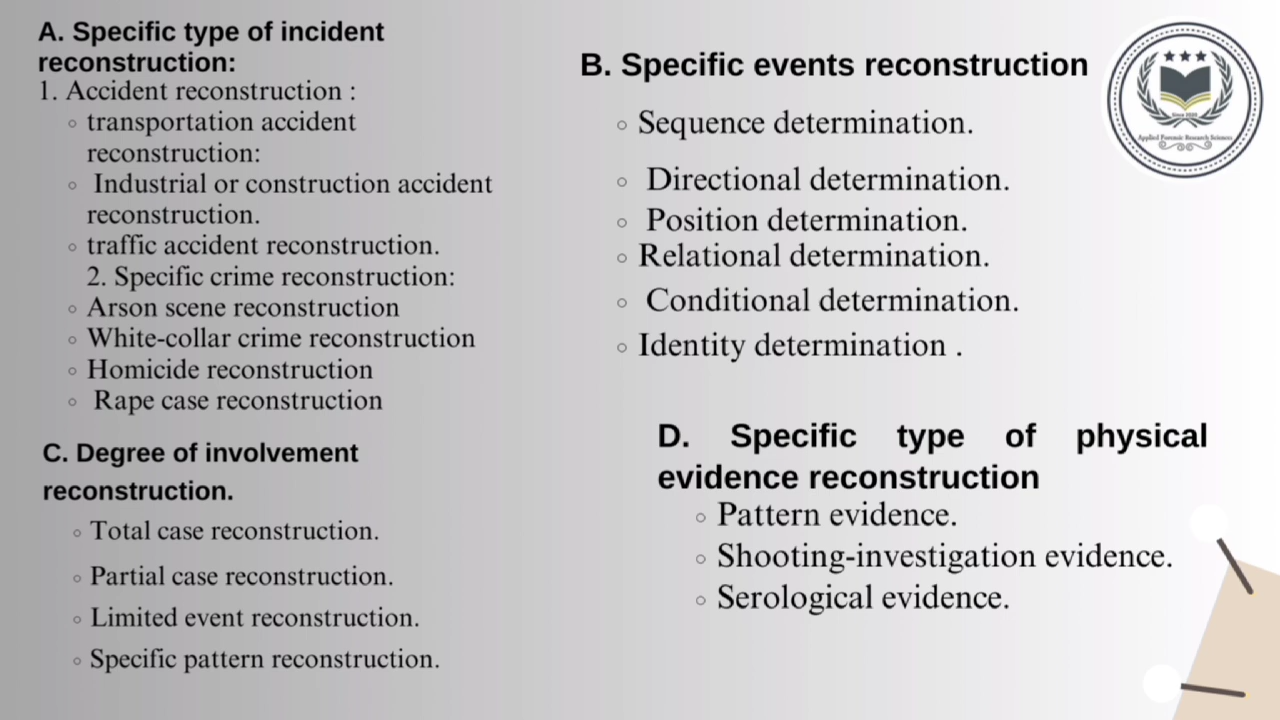 A. Specific type of incident
reconstruction:
1. Accident reconstruction :
◦ transportation accident
reconstruction:
◦ Industrial or construction accident
reconstruction.
◦ traffic accident reconstruction.
2. Specific crime reconstruction:
◦ Arson scene reconstruction
◦ White-collar crime reconstruction
◦ Homicide reconstruction
◦ Rape case reconstruction
C. Degree of involvement
reconstruction.
◦ Total case reconstruction.
◦ Partial case reconstruction.
◦ Limited event reconstruction.
◦ Specific pattern reconstruction.
B. Specific events reconstruction
◦ Sequence determination.
◦ Directional determination.
◦ Position determination.
◦ Relational determination.
◦ Conditional determination.
◦ Identity determination .
D. Specific type of physical
evidence reconstruction
◦ Pattern evidence.
◦ Shooting-investigation evidence.
◦ Serological evidence.
Applied Forensic Research Sciences